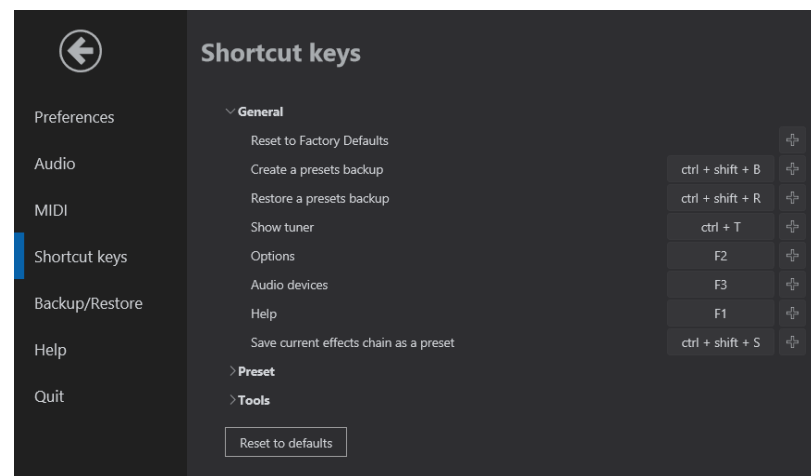 Shortcut keys
Preferences
Audio
MIDI
Shortcut keys
Backup/Restore
Help
Quit
General
Reset to Factory Defaults
Create a presets backup ctrl + shift + B
Restore a presets backup ctrl + shift + R
Show tuner ctrl + T
Options F2
Audio devices F3
Help F1
Save current effects chain as a preset ctrl + shift + S
Preset
Tools
Reset to defaults